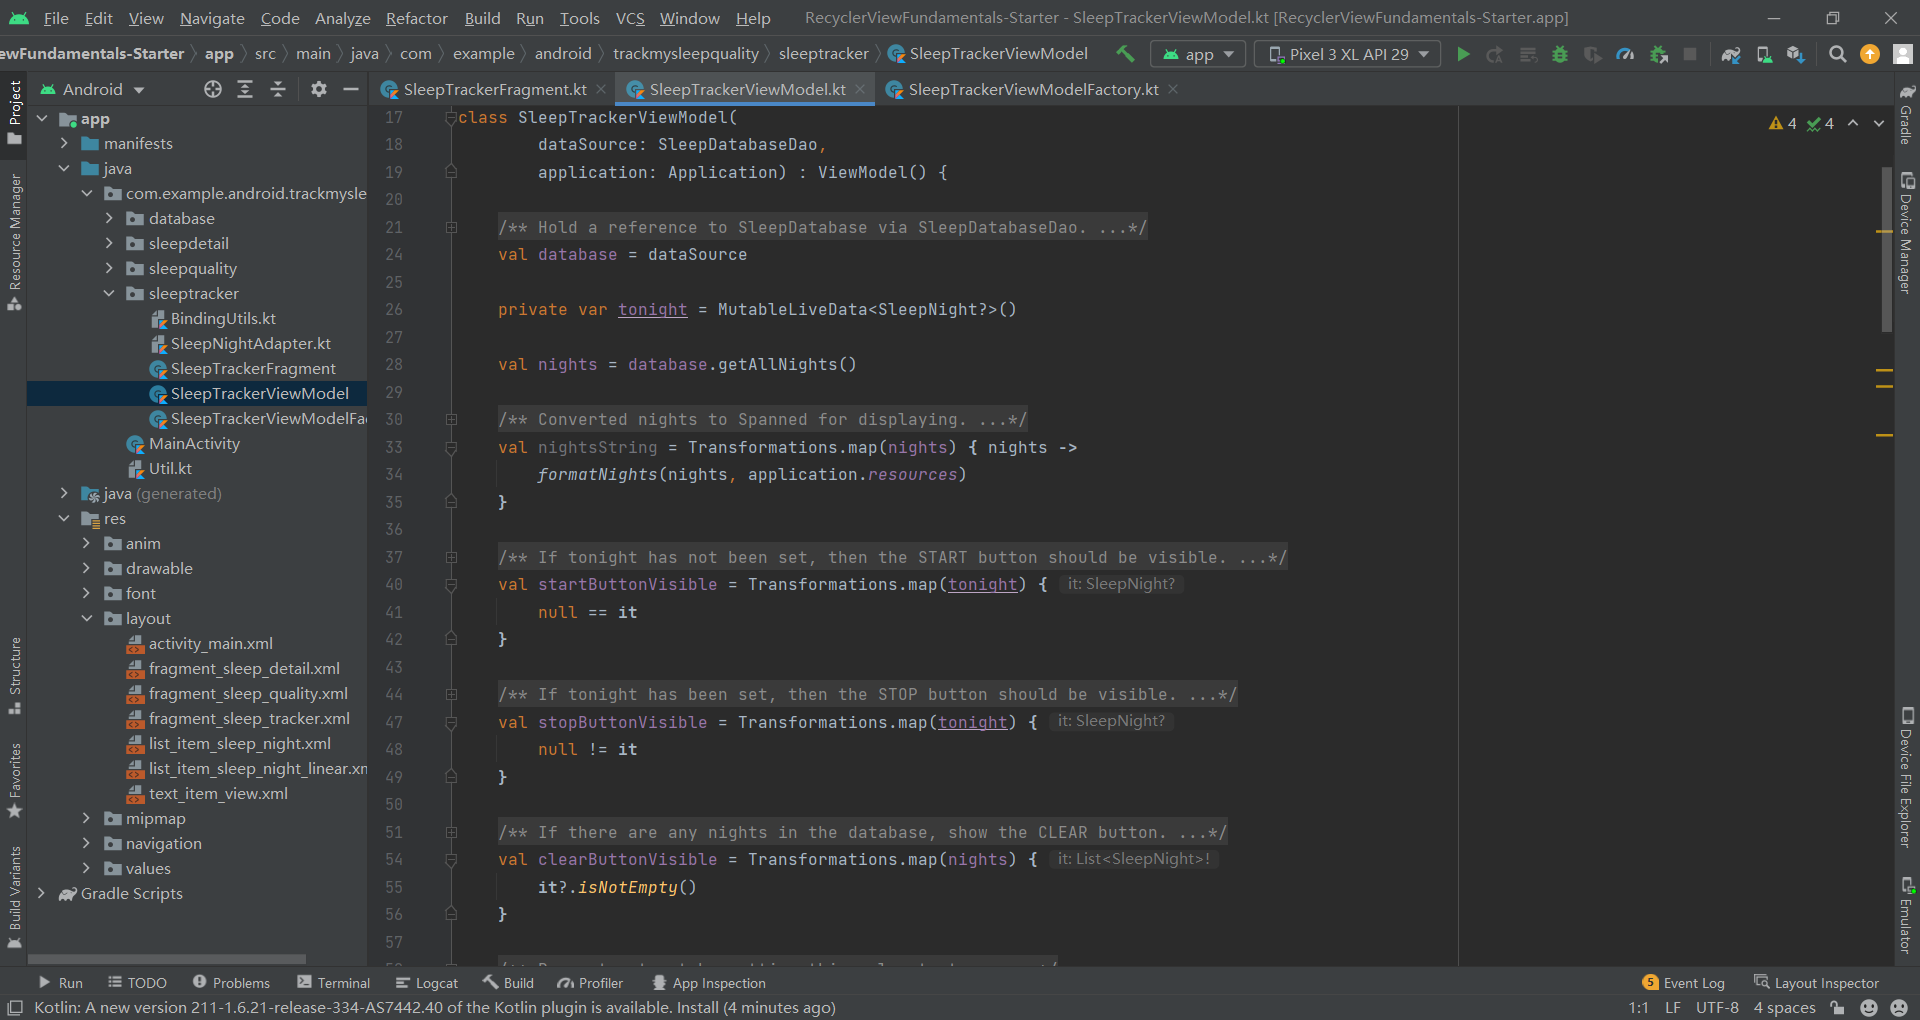 File Edit View Navigate Code Analyze Refactor Build Run Tools VCS Window Help RecyclerViewFundamentals-Starter - SleepTrackerViewModel.kt [RecyclerViewFundamentals-Starter.app]
ewFundamentals-Starter app src main java com example android trackmysleepquality sleeptracker SleepTrackerViewModel app Pixel 3 XL API 29
Android
SleepTrackerFragment.kt SleepTrackerViewModel.kt SleepTrackerViewModelFactory.kt
Project
Resource Manager
Structure
Favorites
Build Variants
app
manifests
java
com.example.android.trackmysle
database
sleepdetail
sleepquality
sleeptracker
BindingUtils.kt
SleepNightAdapter.kt
SleepTrackerFragment
SleepTrackerViewModel
SleepTrackerViewModelFa
MainActivity
Util.kt
java (generated)
res
anim
drawable
font
layout
activity_main.xml
fragment_sleep_detail.xml
fragment_sleep_quality.xml
fragment_sleep_tracker.xml
list_item_sleep_night.xml
list_item_sleep_night_linear.xm
text_item_view.xml
mipmap
navigation
values
Gradle Scripts
17 class SleepTrackerViewModel(
18 dataSource: SleepDatabaseDao,
19 application: Application) : ViewModel() {
20
21 /** Hold a reference to SleepDatabase via SleepDatabaseDao. ...*/
24 val database = dataSource
25
26 private var tonight = MutableLiveData<SleepNight?>()
27
28 val nights = database.getAllNights()
29
30 /** Converted nights to Spanned for displaying. ...*/
33 val nightsString = Transformations.map(nights) { nights ->
34 formatNights(nights, application.resources)
35 }
36
37 /** If tonight has not been set, then the START button should be visible. ...*/
40 val startButtonVisible = Transformations.map(tonight) { it: SleepNight?
41 null == it
42 }
43
44 /** If tonight has been set, then the STOP button should be visible. ...*/
47 val stopButtonVisible = Transformations.map(tonight) { it: SleepNight?
48 null != it
49 }
50
51 /** If there are any nights in the database, show the CLEAR button. ...*/
54 val clearButtonVisible = Transformations.map(nights) { it: List<SleepNight>!
55 it?.isNotEmpty()
56 }
57
4 4
Gradle
Device Manager
Device File Explorer
Emulator
Run TODO Problems Terminal Logcat Build Profiler App Inspection 5 Event Log Layout Inspector
Kotlin: A new version 211-1.6.21-release-334-AS7442.40 of the Kotlin plugin is available. Install (4 minutes ago) 1:1 LF UTF-8 4 spaces